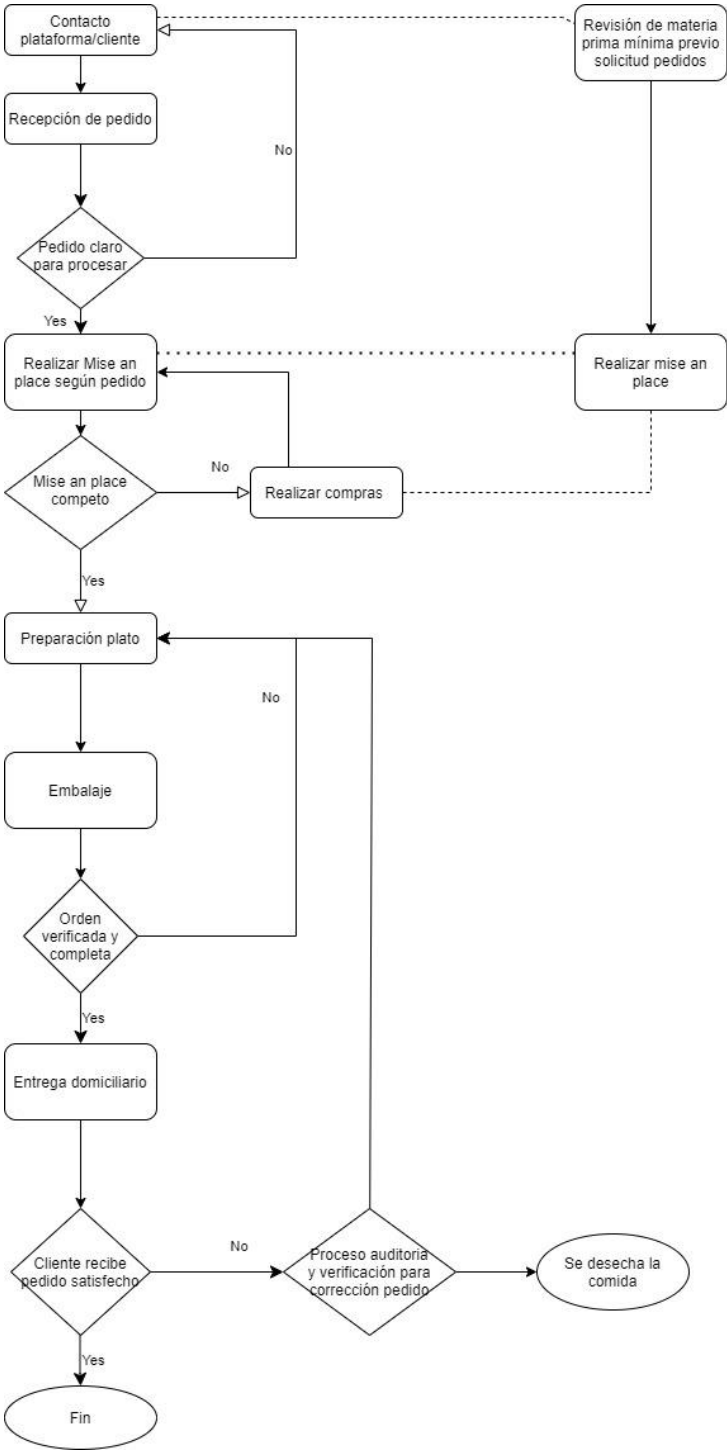 Contacto
plataforma/cliente
Revisión de materia
prima mínima previo
solicitud pedidos
Recepción de pedido
No
Pedido claro
para procesar
Yes
Realizar Mise an
place según pedido
Realizar mise an
place
Mise an place
competo
No
Realizar compras
Yes
Preparación plato
No
Embalaje
Orden
verificada y
completa
Yes
Entrega domiciliario
Cliente recibe
pedido satisfecho
No
Proceso auditoria
y verificación para
corrección pedido
Se desecha la
comida
Yes
Fin